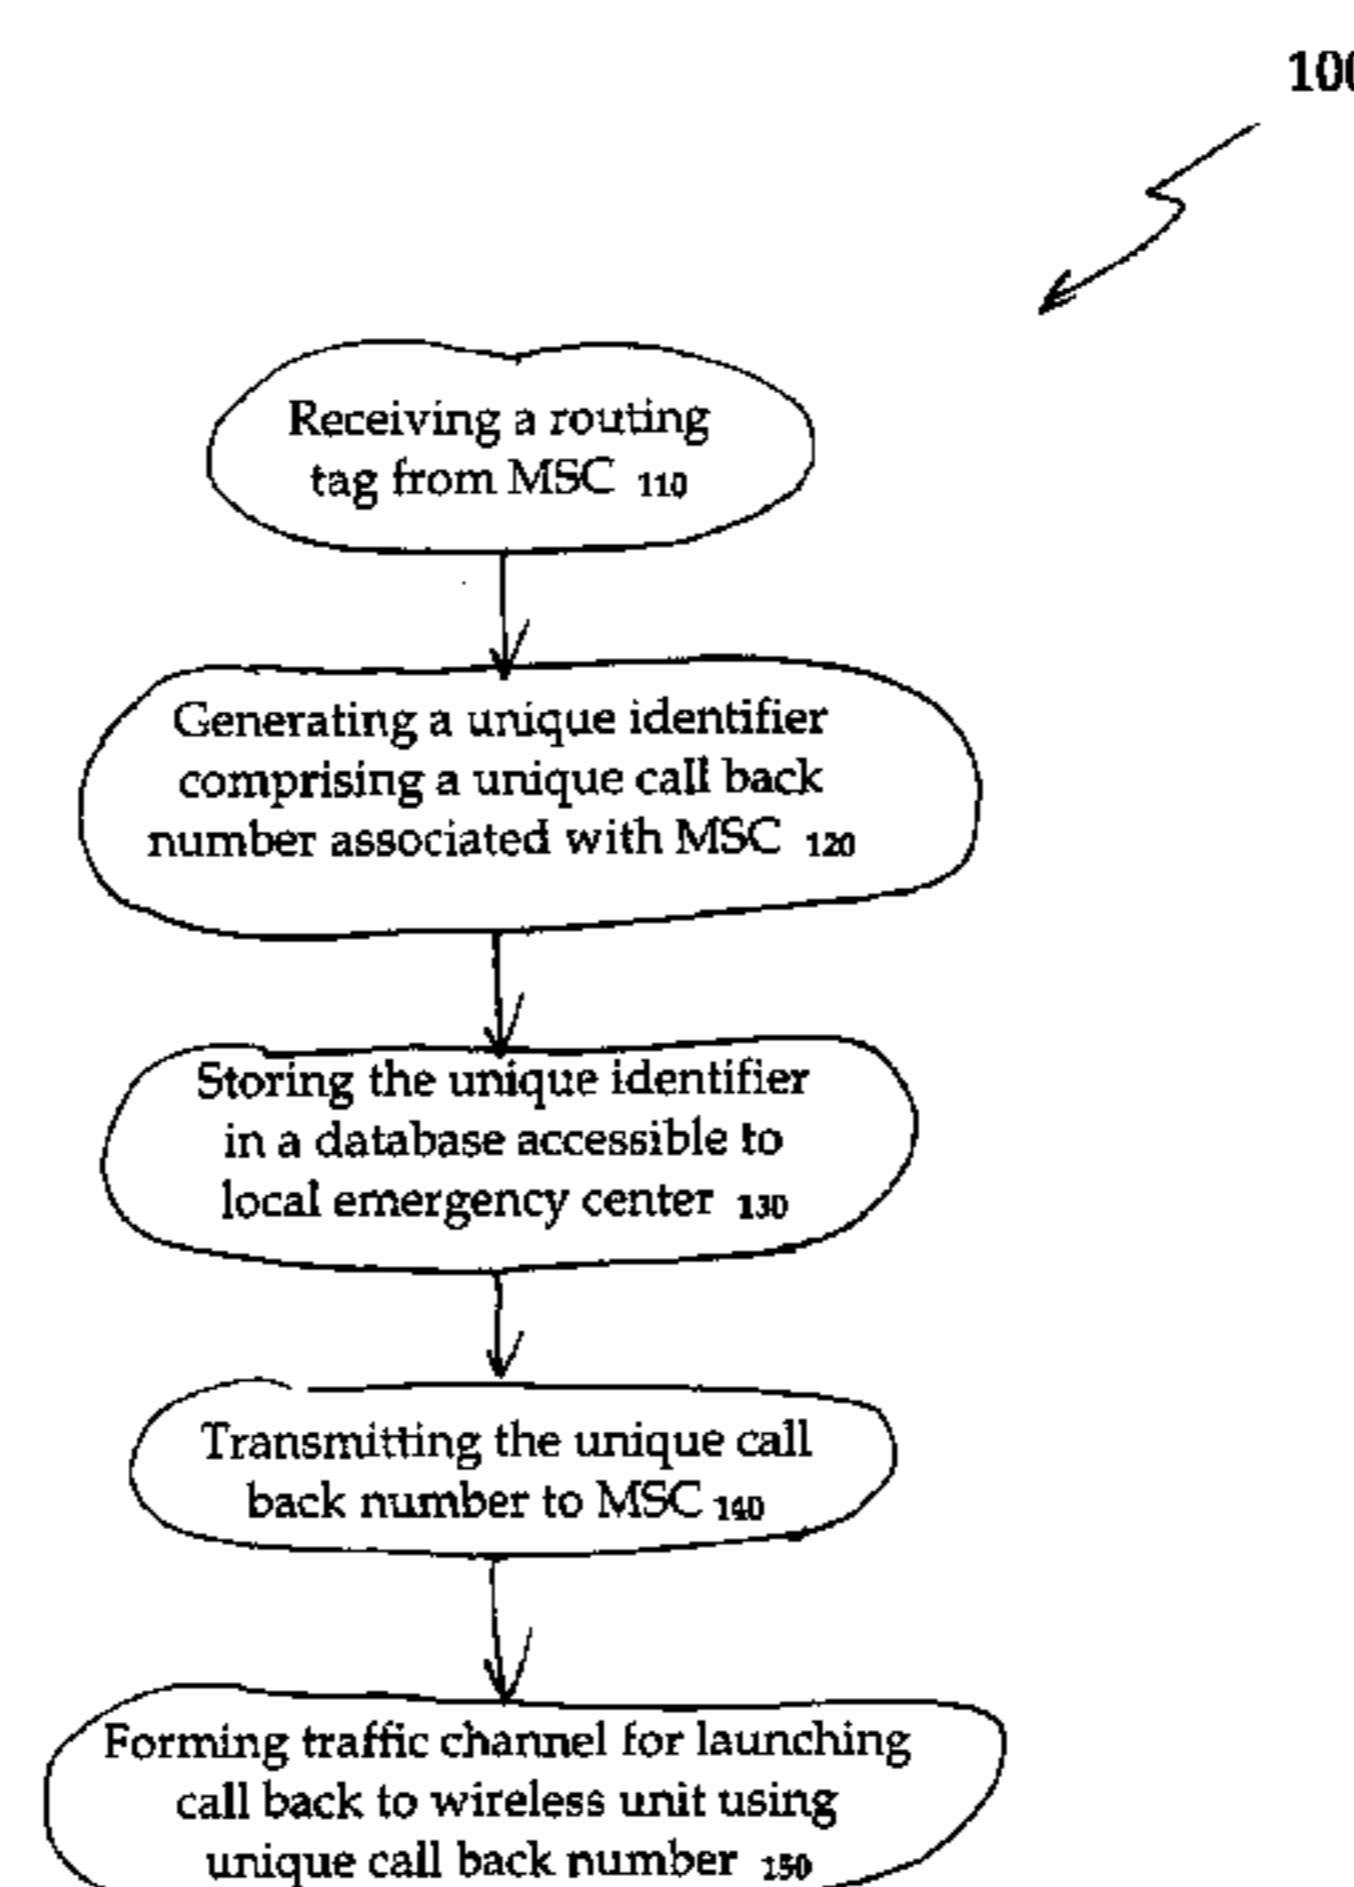 100
Receiving a routing
tag from MSC 110
Generating a unique identifier
comprising a unique call back
number associated with MSC 120
Storing the unique identifier
in a database accessible to
local emergency center 130
Transmitting the unique call
back number to MSC 140
Forming traffic channel for launching
call back to wireless unit using
unique call back number 150